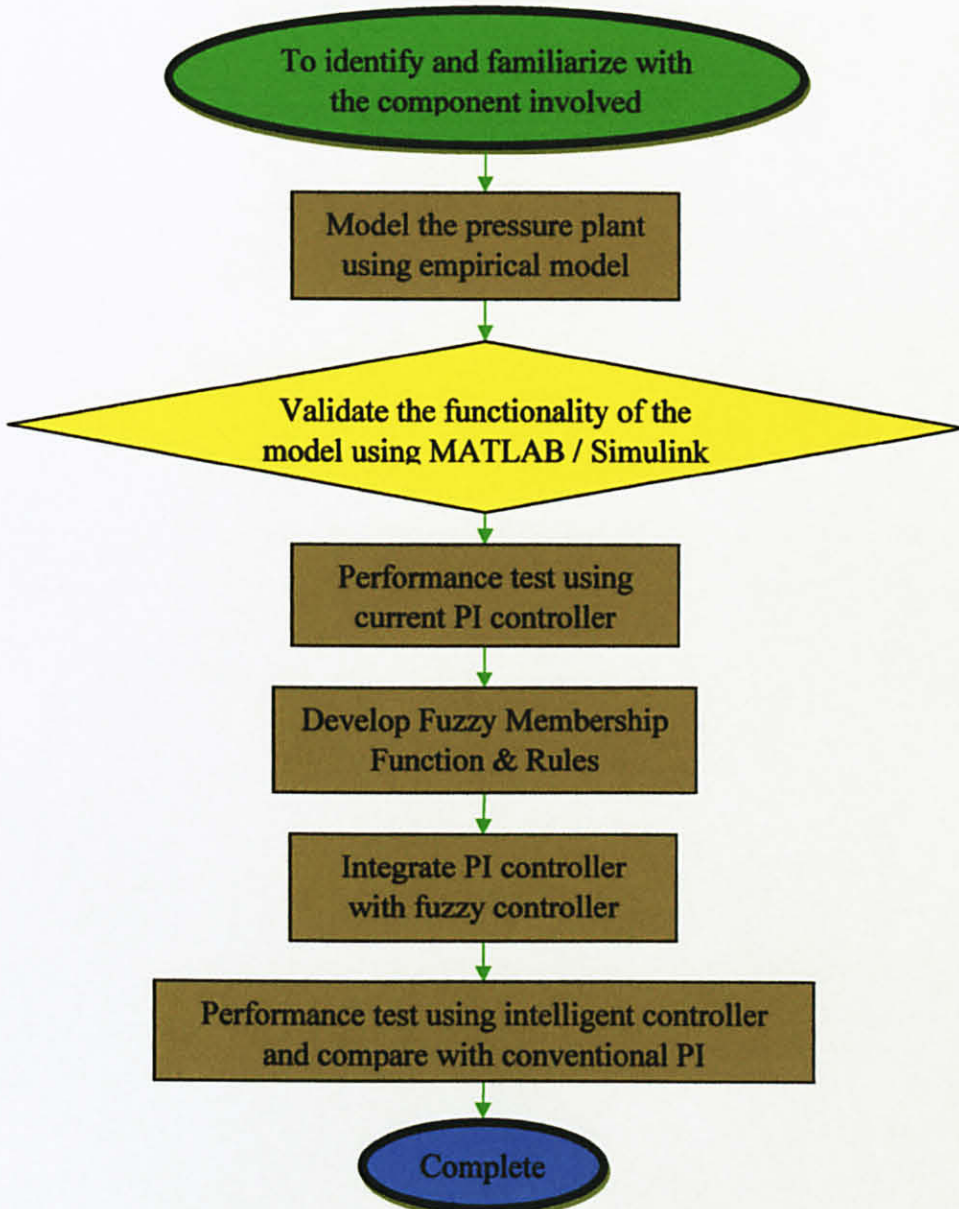 To identify and familiarize with
the component involved
Model the pressure plant
using empirical model
Validate the functionality of the
model using MATLAB / Simulink
Performance test using
current PI controller
Develop Fuzzy Membership
Function & Rules
Integrate PI controller
with fuzzy controller
Performance test using intelligent controller
and compare with conventional PI
Complete